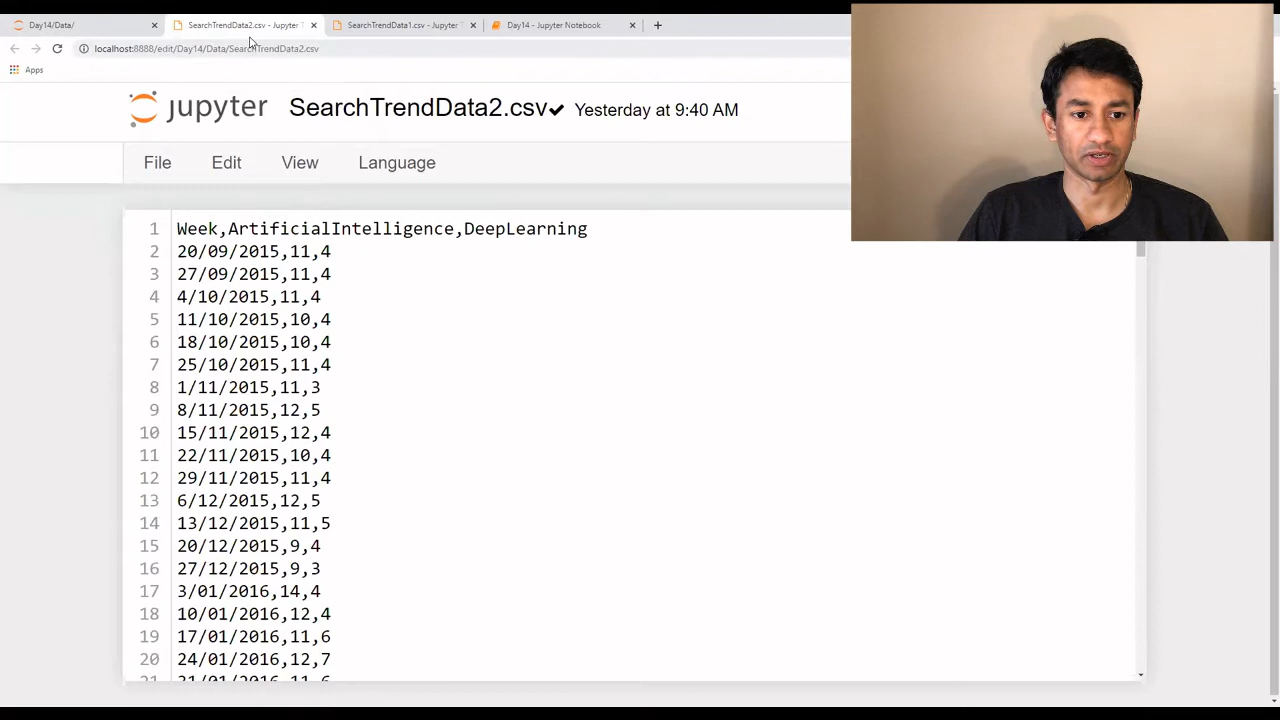 Day14/Data/
SearchTrendData2.csv - Jupyter T
SearchTrendData1.csv - Jupyter T
Day14 - Jupyter Notebook
localhost:8888/edit/Day14/Data/SearchTrendData2.csv
Apps
jupyter SearchTrendData2.csv Yesterday at 9:40 AM
File Edit View Language
1 Week,ArtificialIntelligence,DeepLearning
2 20/09/2015,11,4
3 27/09/2015,11,4
4 4/10/2015,11,4
5 11/10/2015,10,4
6 18/10/2015,10,4
7 25/10/2015,11,4
8 1/11/2015,11,3
9 8/11/2015,12,5
10 15/11/2015,12,4
11 22/11/2015,10,4
12 29/11/2015,11,4
13 6/12/2015,12,5
14 13/12/2015,11,5
15 20/12/2015,9,4
16 27/12/2015,9,3
17 3/01/2016,14,4
18 10/01/2016,12,4
19 17/01/2016,11,6
20 24/01/2016,12,7
21 31/01/2016,11,6